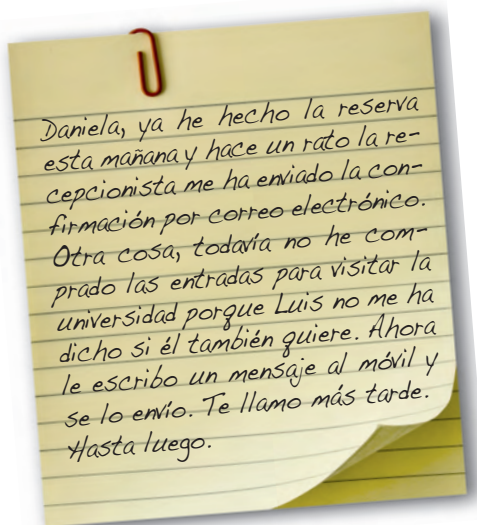 Daniela, ya he hecho la reserva
esta mañana y hace un rato la re-
cepcionista me ha enviado la con-
firmación por correo electrónico.
Otra cosa, todavía no he com-
prado las entradas para visitar la
universidad porque Luis no me ha
dicho si él también quiere. Ahora
le escribo un mensaje al móvil y
se lo envío. Te llamo más tarde.
Hasta luego.